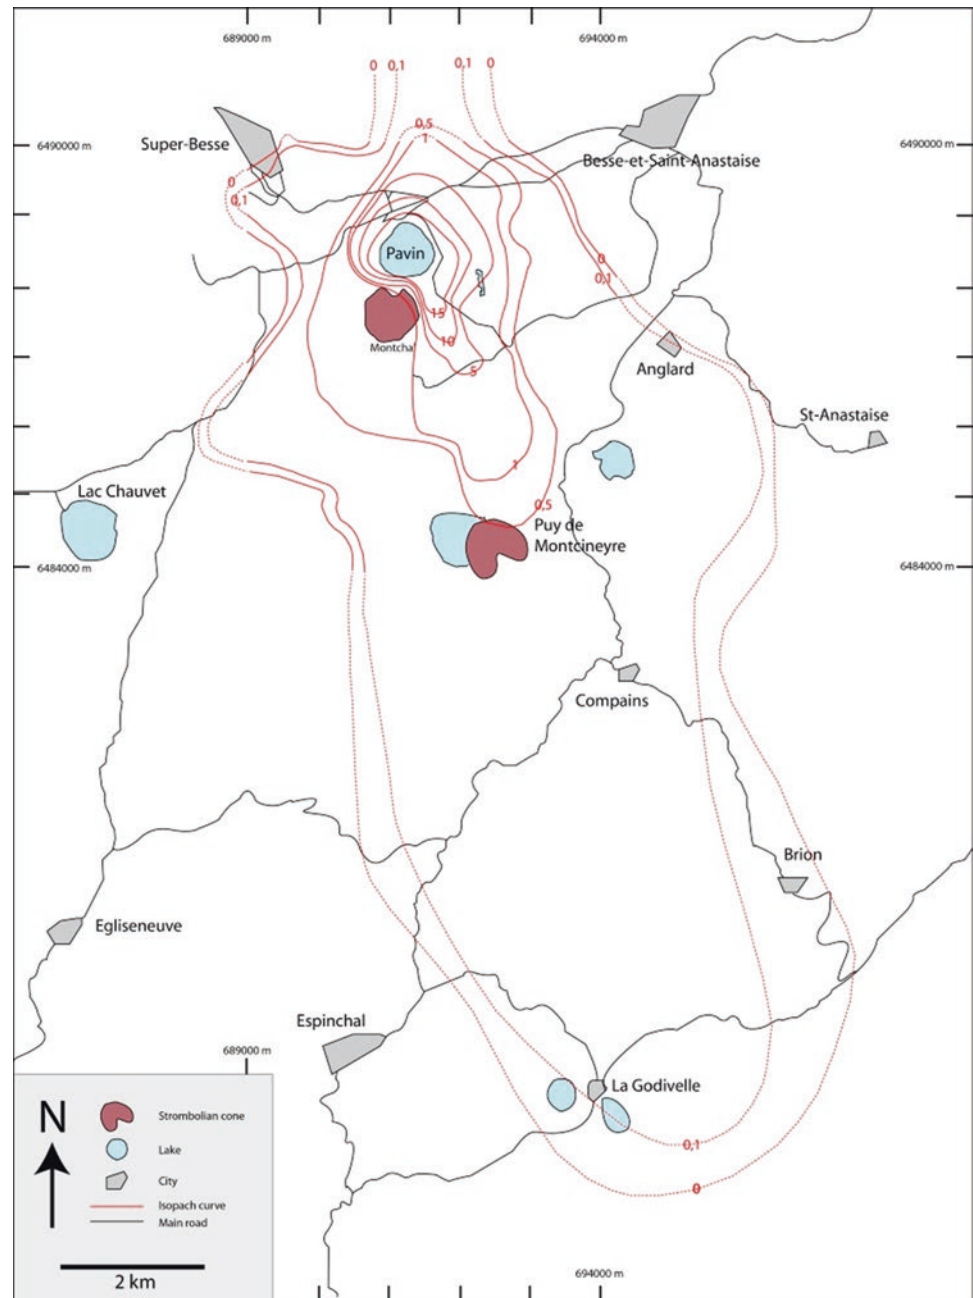 689000 m
694000 m
0
0,1
0,1
0
0,5
1
6490000 m
Super-Besse
Besse-et-Saint-Anastaise
6490000 m
0
0,1
Pavin
0
0,1
15
10
Montcha
5
Anglard
St-Anastaise
1
Lac Chauvet
0,5
Puy de
Montcineyre
6484000 m
6484000 m
Compains
Brion
Egliseneuve
Espinchal
689000 m
La Godivelle
0,1
0
N
Strombolian cone
Lake
City
Isopach curve
Main road
2 km
694000 m